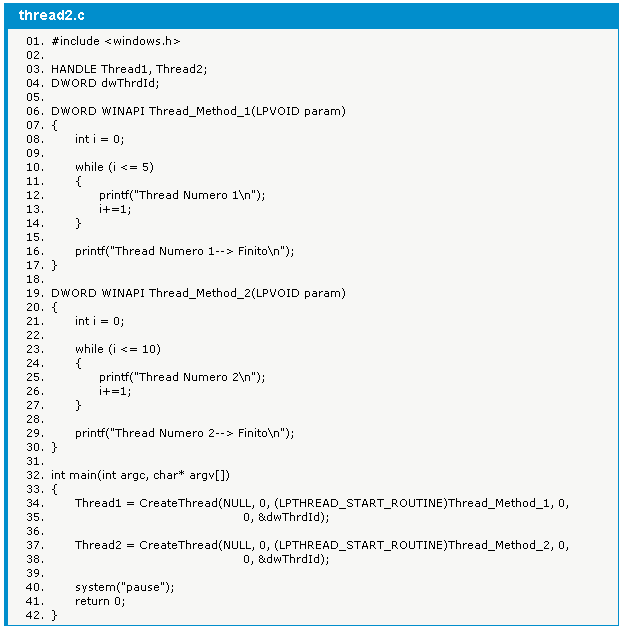 thread2.c
01. #include <windows.h>
02.
03. HANDLE Thread1, Thread2;
04. DWORD dwThrdId;
05.
06. DWORD WINAPI Thread_Method_1(LPVOID param)
07. {
08.     int i = 0;
09.
10.     while (i <= 5)
11.     {
12.         printf("Thread Numero 1\n");
13.         i+=1;
14.     }
15.
16.     printf("Thread Numero 1--> Finito\n");
17. }
18.
19. DWORD WINAPI Thread_Method_2(LPVOID param)
20. {
21.     int i = 0;
22.
23.     while (i <= 10)
24.     {
25.         printf("Thread Numero 2\n");
26.         i+=1;
27.     }
28.
29.     printf("Thread Numero 2--> Finito\n");
30. }
31.
32. int main(int argc, char* argv[])
33. {
34.     Thread1 = CreateThread(NULL, 0, (LPTHREAD_START_ROUTINE)Thread_Method_1, 0,
35.                             0, &dwThrdId);
36.
37.     Thread2 = CreateThread(NULL, 0, (LPTHREAD_START_ROUTINE)Thread_Method_2, 0,
38.                             0, &dwThrdId);
39.
40.     system("pause");
41.     return 0;
42. }